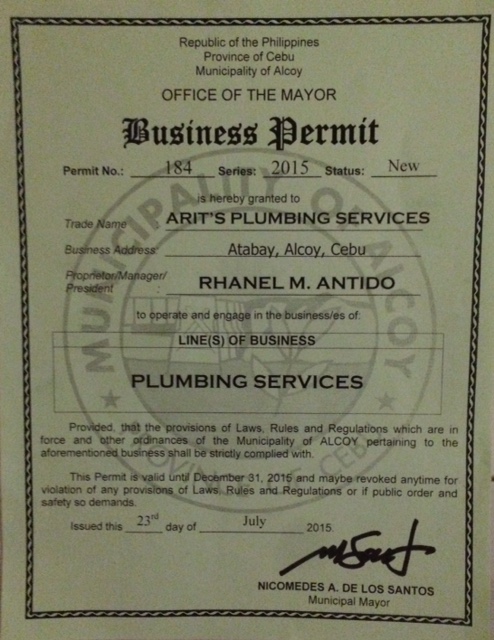 Republic of the Philippines
Province of Cebu
Municipality of Alcoy
OFFICE OF THE MAYOR
Business Permit
Permit No.: 184 Series: 2015 Status: New
is hereby granted to
Trade Name ARIT'S PLUMBING SERVICES
Business Address: Atabay, Alcoy, Cebu
Proprietor/Manager/
President : RHANEL M. ANTIDO
to operate and engage in the business/es of:
LINE(S) OF BUSINESS
PLUMBING SERVICES
Provided, that the provisions of Laws, Rules and Regulations which are in
force and other ordinances of the Municipality of ALCOY pertaining to the
aforementioned business shall be strictly complied with.
This Permit is valid until December 31, 2015 and maybe revoked anytime for
violation of any provisions of Laws, Rules and Regulations or if public order and
safety so demands.
Issued this 23rd day of July 2015.
NICOMEDES A. DE LOS SANTOS
Municipal Mayor
MUNICIPALITY OF ALCOY
PROVINCE OF CEBU